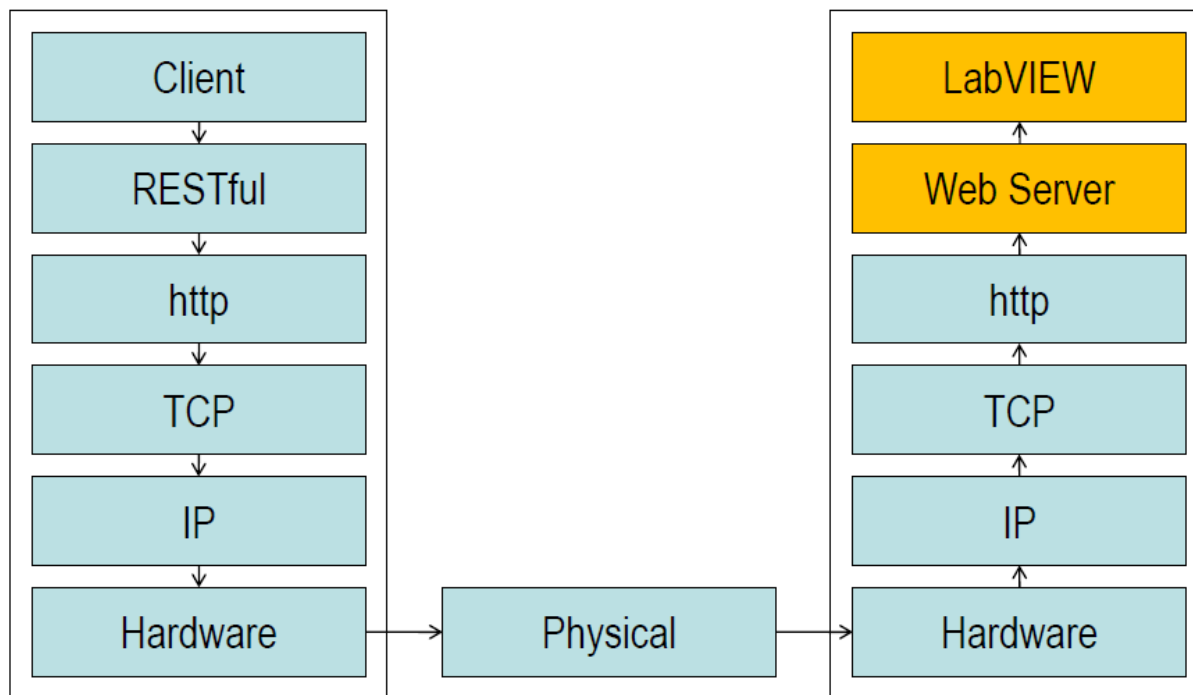 Client
RESTful
http
TCP
IP
Hardware
Physical
LabVIEW
Web Server
http
TCP
IP
Hardware